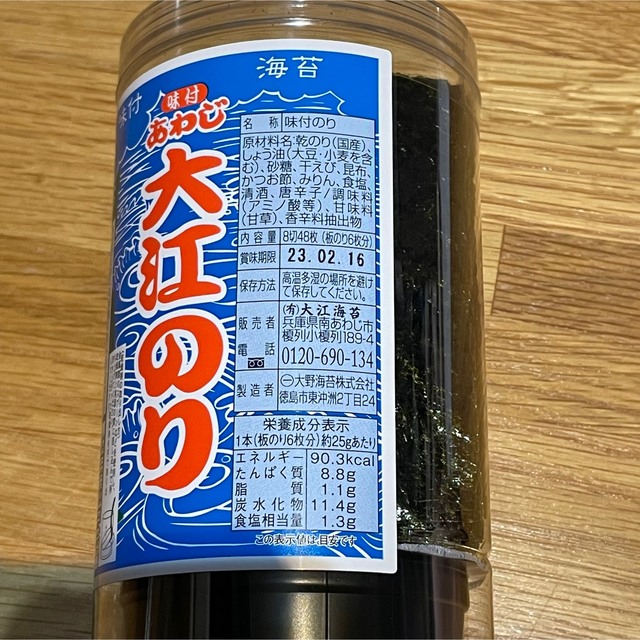 味付
海苔
味付
あわじ
大江のり
名称 味付のり
原材料名:乾のり(国産)、
しょう油(大豆・小麦を含
む)、砂糖、干えび、昆布、
かつお節、みりん、食塩、
清酒、唐辛子/調味料
(アミノ酸等)、甘味料
(甘草)、香辛料抽出物
内容量 8切48枚(板のり6枚分)
賞味期限 23.02.16
保存方法 高温多湿の場所を避け
て保存してください。
販売者 ㈲大江海苔
兵庫県南あわじ市
榎列小榎列189-4
電話 0120-690-134
製造者 ㊀大野海苔株式会社
徳島市東沖洲2丁目24
栄養成分表示
1本(板のり6枚分)約25gあたり
エネルギー 90.3kcal
たんぱく質 8.8g
脂質 1.1g
炭水化物 11.4g
食塩相当量 1.3g
この表示値は目安です